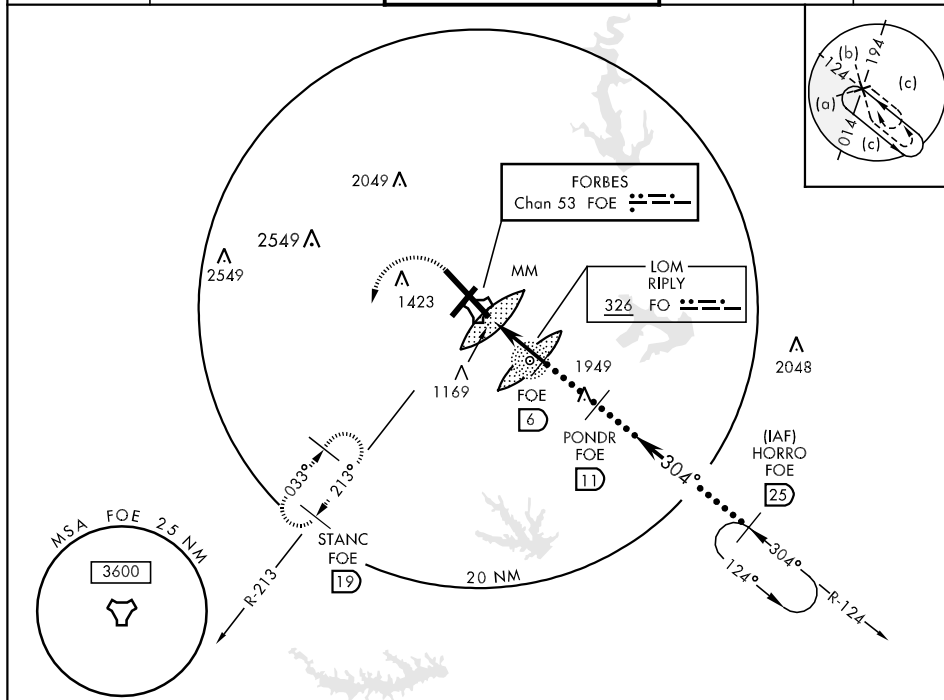 (b)
124
194
(c)
(a)
014
(c)
2049
FORBES
Chan 53 FOE
2549
2549
1423
MM
LOM
RIPLY
326 FO
2048
1169
1949
FOE
6
PONDR
FOE
11
304°
(IAF)
HORRO
FOE
25
033°
213°
STANC
FOE
19
20 NM
304°
124°
R-124
R-213
MSA FOE 25 NM
3600